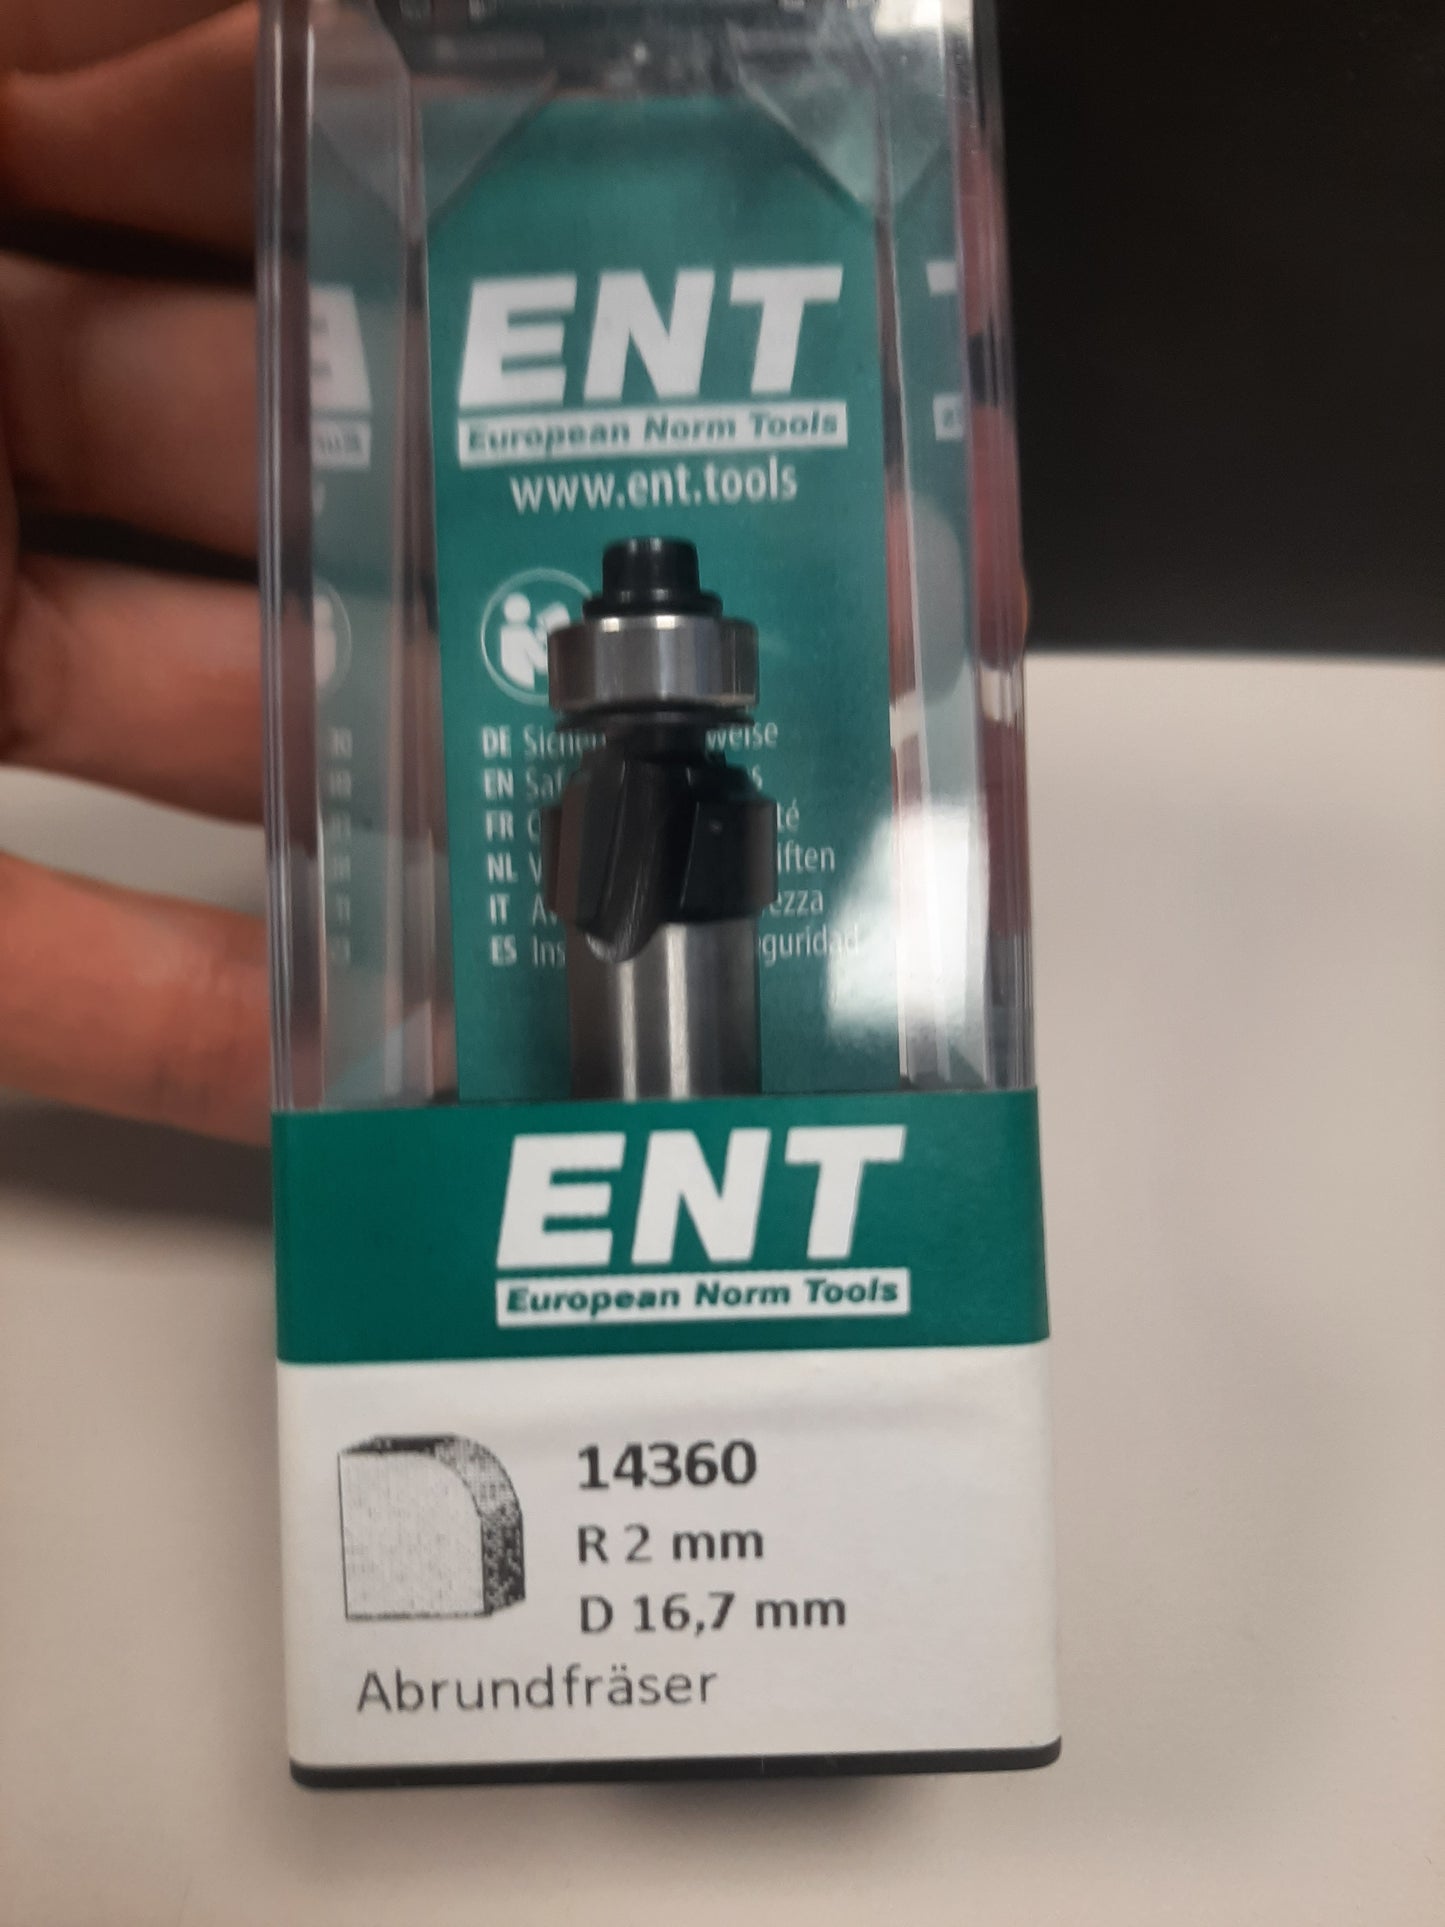 ENT
European Norm Tools
www.ent.tools
DE
EN
FR
NL
IT
ES
ENT
European Norm Tools
14360
R 2 mm
D 16,7 mm
Abrundfräser